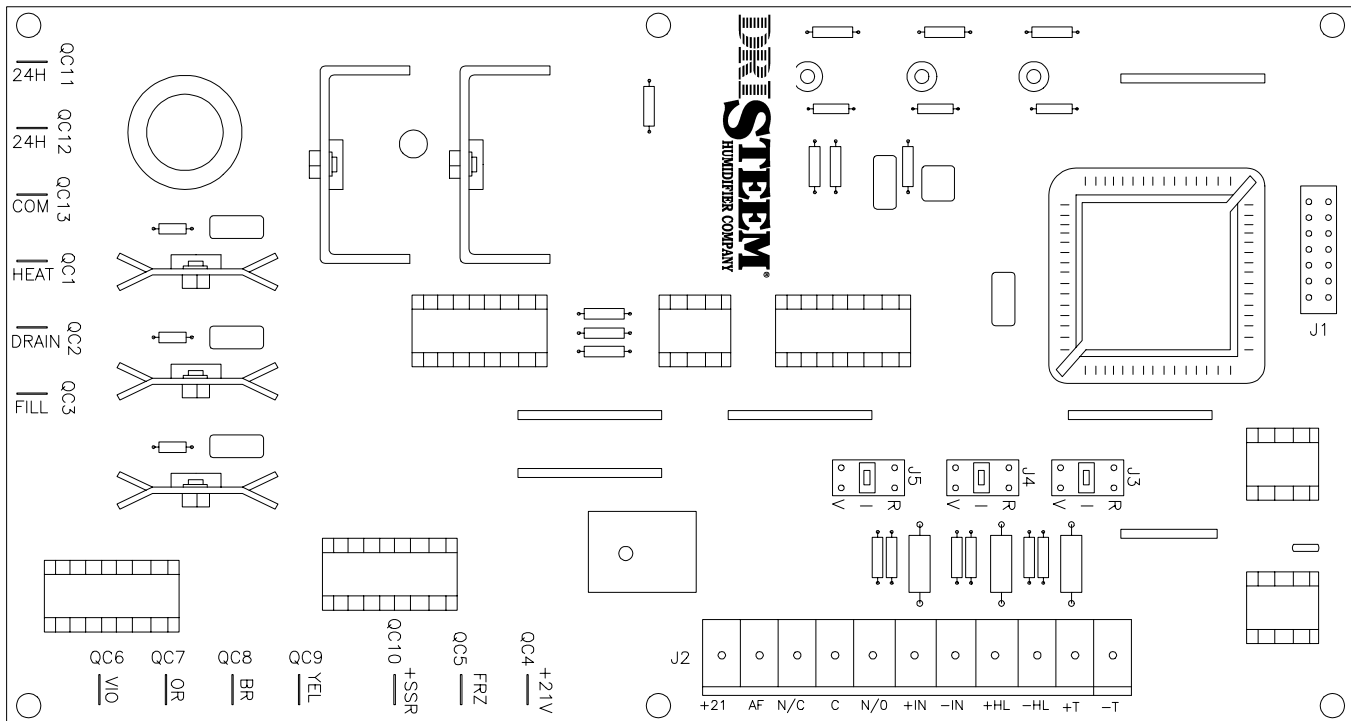 QC11
24H
QC12
24H
QC13
COM
QC1
HEAT
QC2
DRAIN
QC3
FILL
DRI STEEM®
HUMIDIFIER COMPANY
J1
J5
V I R
J4
V I R
J3
V I R
QC6
VIO
QC7
OR
QC8
BR
QC9
YEL
QC10
+SSR
QC5
FRZ
QC4
+21V
J2
+21 AF N/C C N/O +IN −IN +HL −HL +T −T